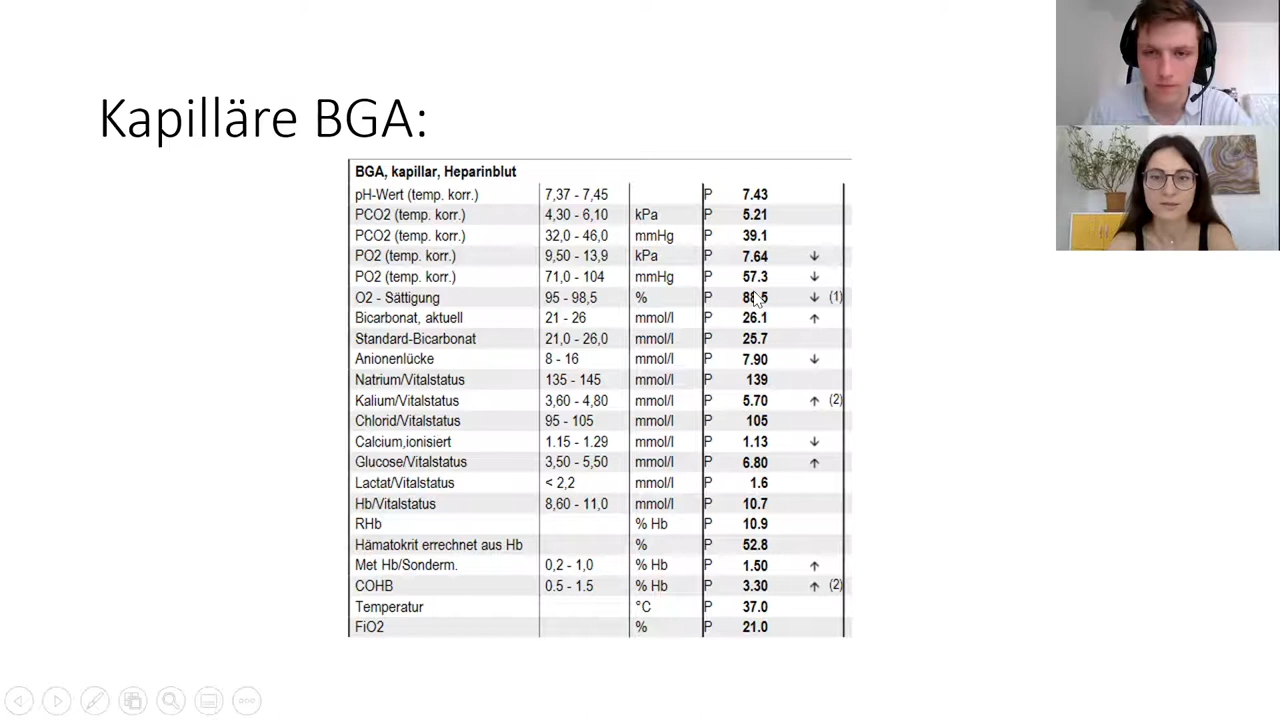 Kapilläre BGA:
BGA, kapillar, Heparinblut
pH-Wert (temp. korr.) 7,37 - 7,45 P 7.43
PCO2 (temp. korr.) 4,30 - 6,10 kPa P 5.21
PCO2 (temp. korr.) 32,0 - 46,0 mmHg P 39.1
PO2 (temp. korr.) 9,50 - 13,9 kPa P 7.64 ↓
PO2 (temp. korr.) 71,0 - 104 mmHg P 57.3 ↓
O2 - Sättigung 95 - 98,5 % P ↓ (1)
Bicarbonat, aktuell 21 - 26 mmol/l P 26.1 ↑
Standard-Bicarbonat 21,0 - 26,0 mmol/l P 25.7
Anionenlücke 8 - 16 mmol/l P 7.90 ↓
Natrium/Vitalstatus 135 - 145 mmol/l P 139
Kalium/Vitalstatus 3,60 - 4,80 mmol/l P 5.70 ↑ (2)
Chlorid/Vitalstatus 95 - 105 mmol/l P 105
Calcium,ionisiert 1.15 - 1.29 mmol/l P 1.13 ↓
Glucose/Vitalstatus 3,50 - 5,50 mmol/l P 6.80 ↑
Lactat/Vitalstatus < 2,2 mmol/l P 1.6
Hb/Vitalstatus 8,60 - 11,0 mmol/l P 10.7
RHb % Hb P 10.9
Hämatokrit errechnet aus Hb % P 52.8
Met Hb/Sonderm. 0,2 - 1,0 % Hb P 1.50 ↑
COHB 0.5 - 1.5 % Hb P 3.30 ↑ (2)
Temperatur °C P 37.0
FiO2 % P 21.0